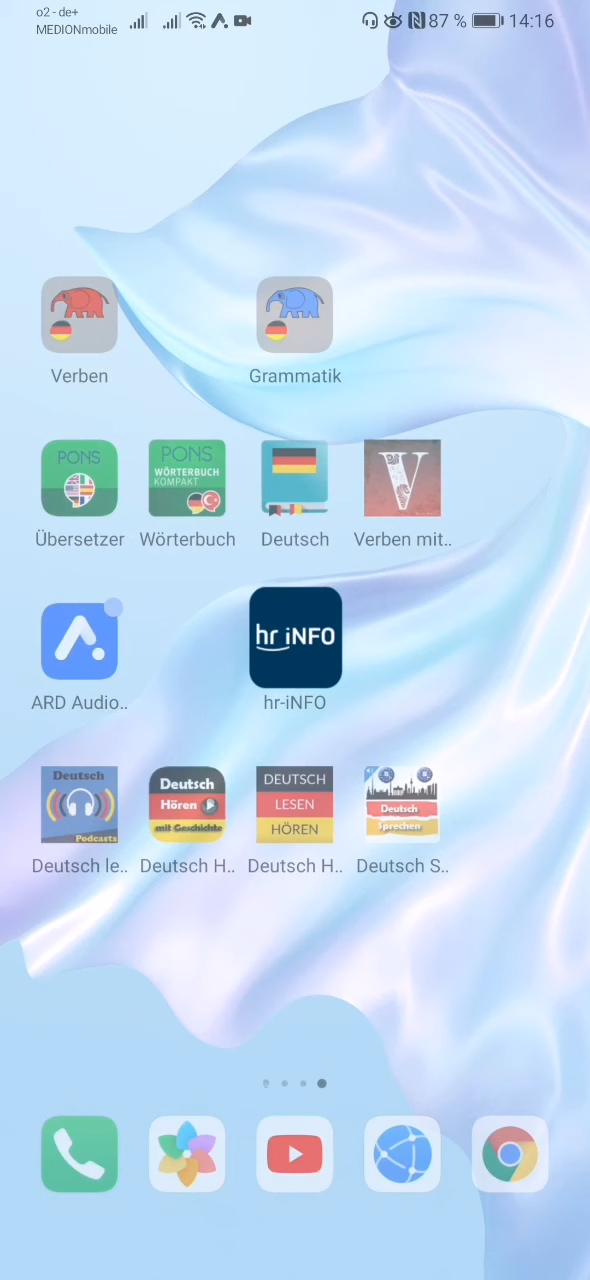 o2 - de+
MEDIONmobile
87 %
14:16
Verben
Grammatik
PONS
PONS
WÖRTERBUCH
KOMPAKT
V
Übersetzer
Wörterbuch
Deutsch
Verben mit..
hr iNFO
ARD Audio..
hr-iNFO
Deutsch
Podcasts
Deutsch
Hören
mit Geschichte
DEUTSCH
LESEN
HÖREN
Deutsch
Sprechen
Deutsch le..
Deutsch H..
Deutsch H..
Deutsch S..